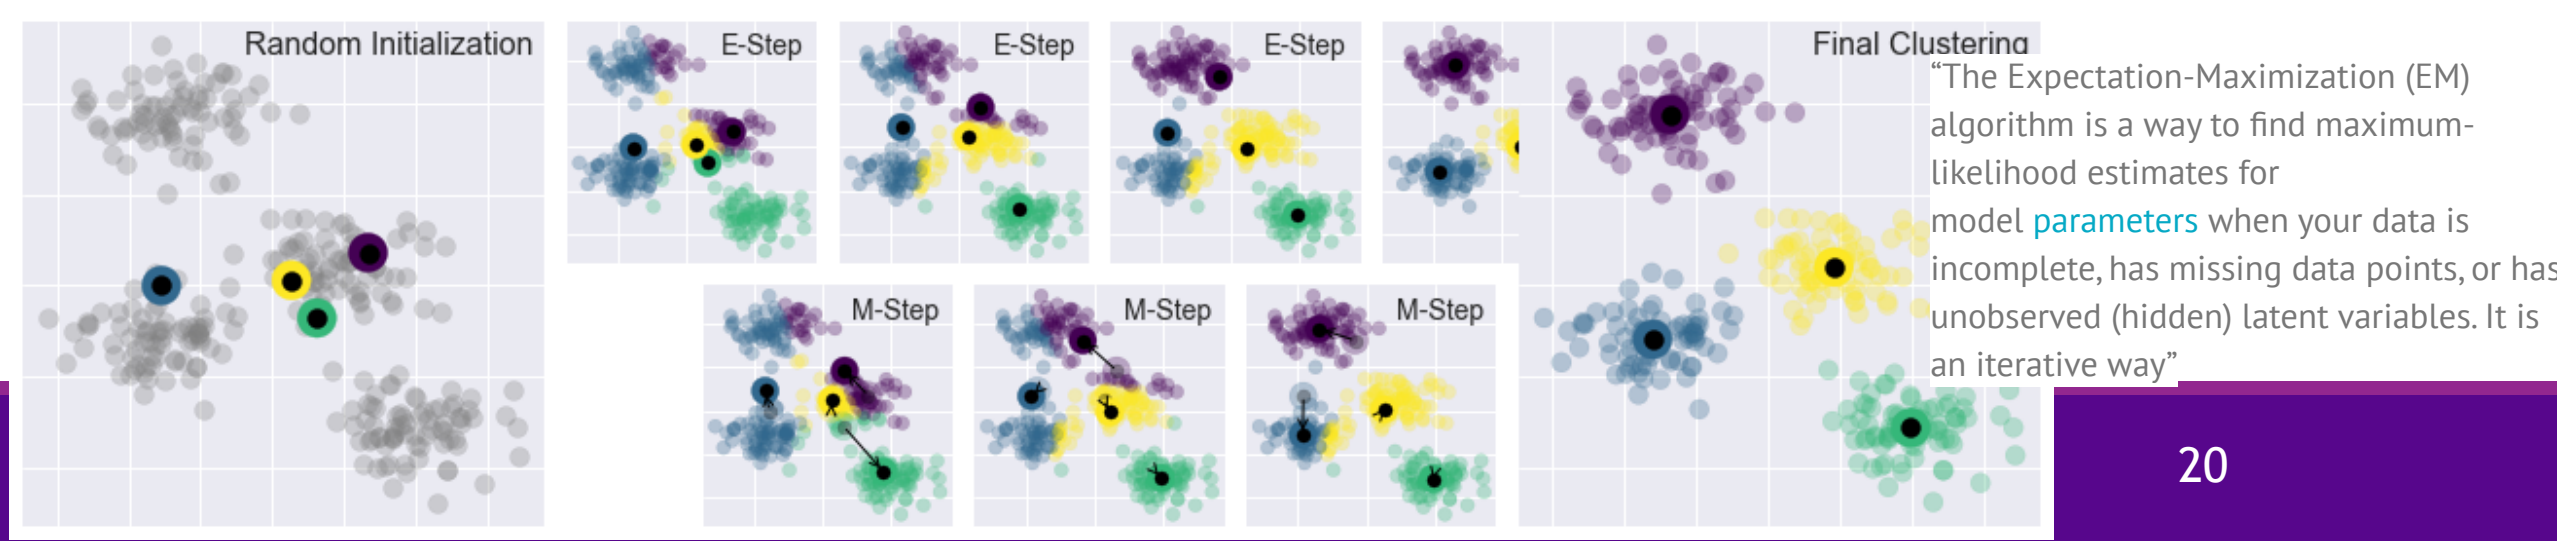 Random Initialization
E-Step
E-Step
E-Step
Final Clustering
M-Step
M-Step
M-Step
“The Expectation-Maximization (EM)
algorithm is a way to find maximum-
likelihood estimates for
model parameters when your data is
incomplete, has missing data points, or has
unobserved (hidden) latent variables. It is
an iterative way”
20